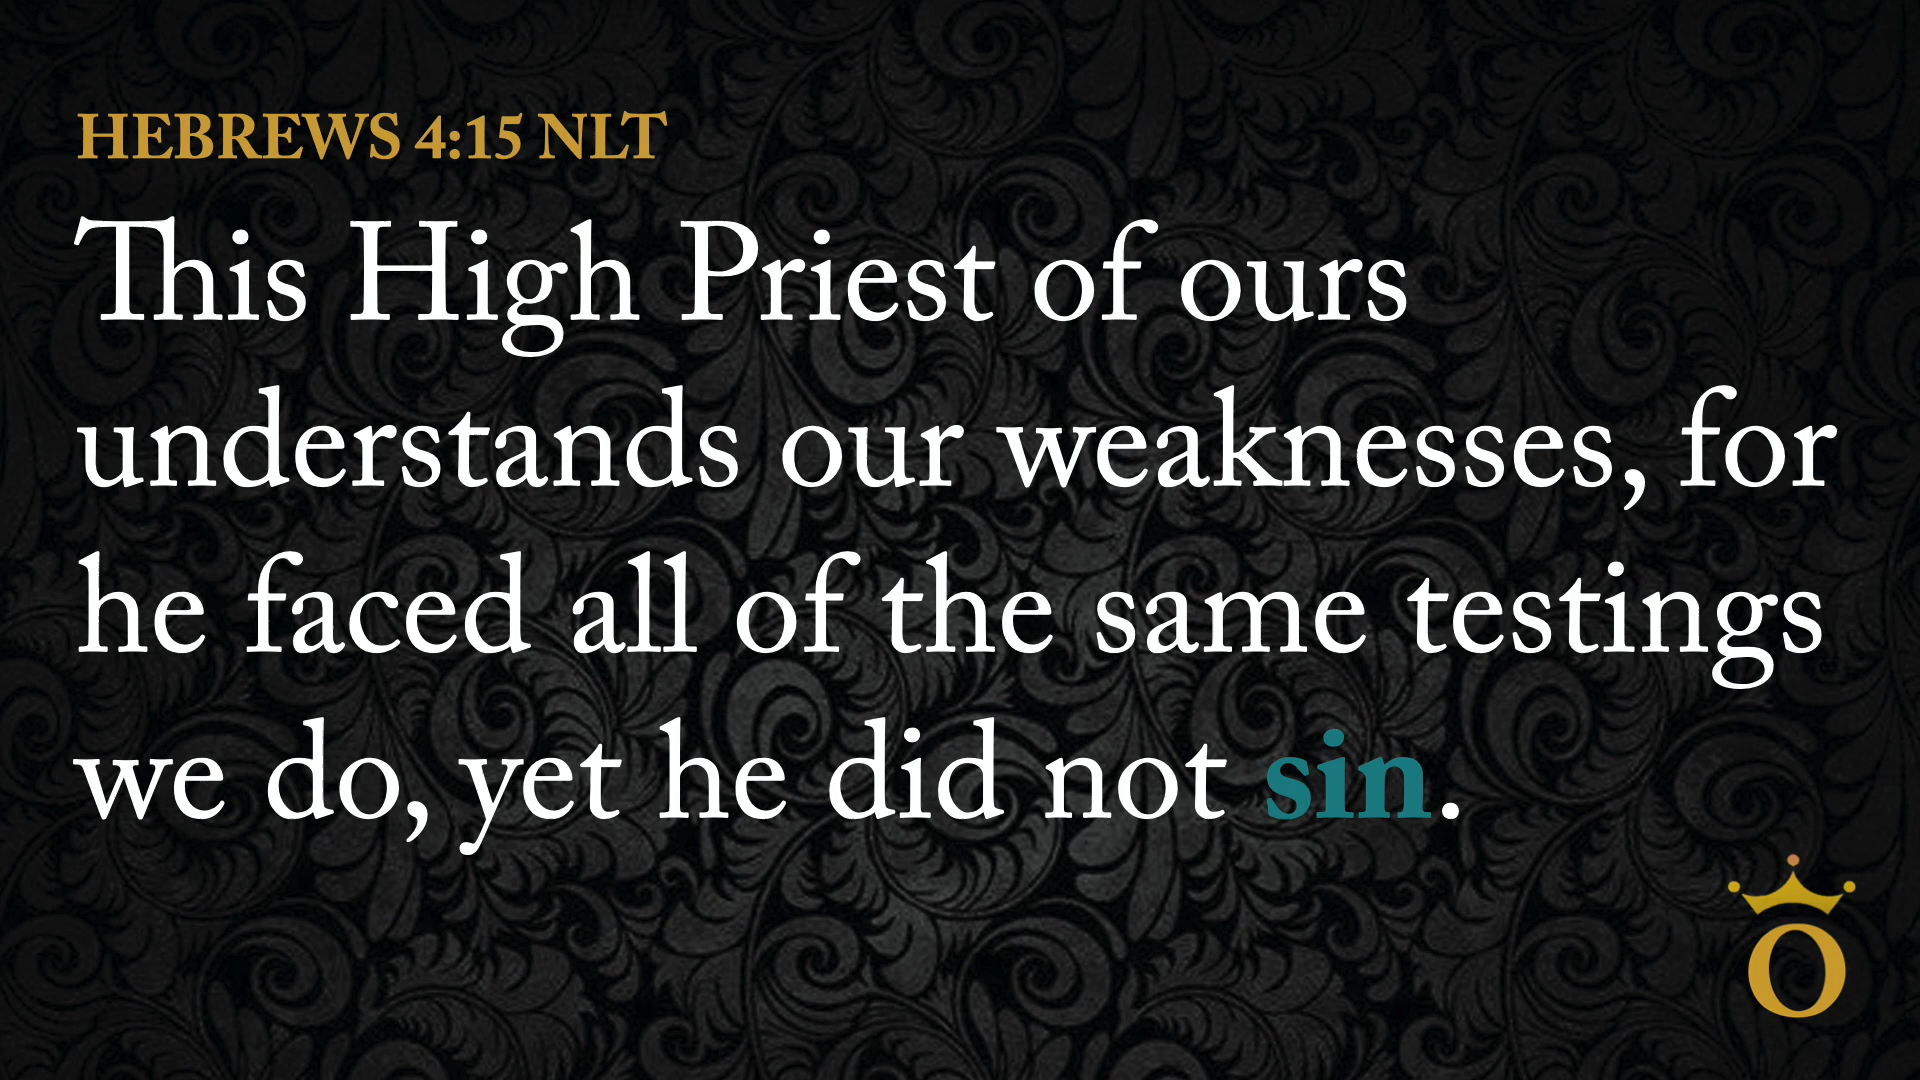 HEBREWS 4:15 NLT
This High Priest of ours
understands our weaknesses, for
he faced all of the same testings
we do, yet he did not sin.
O